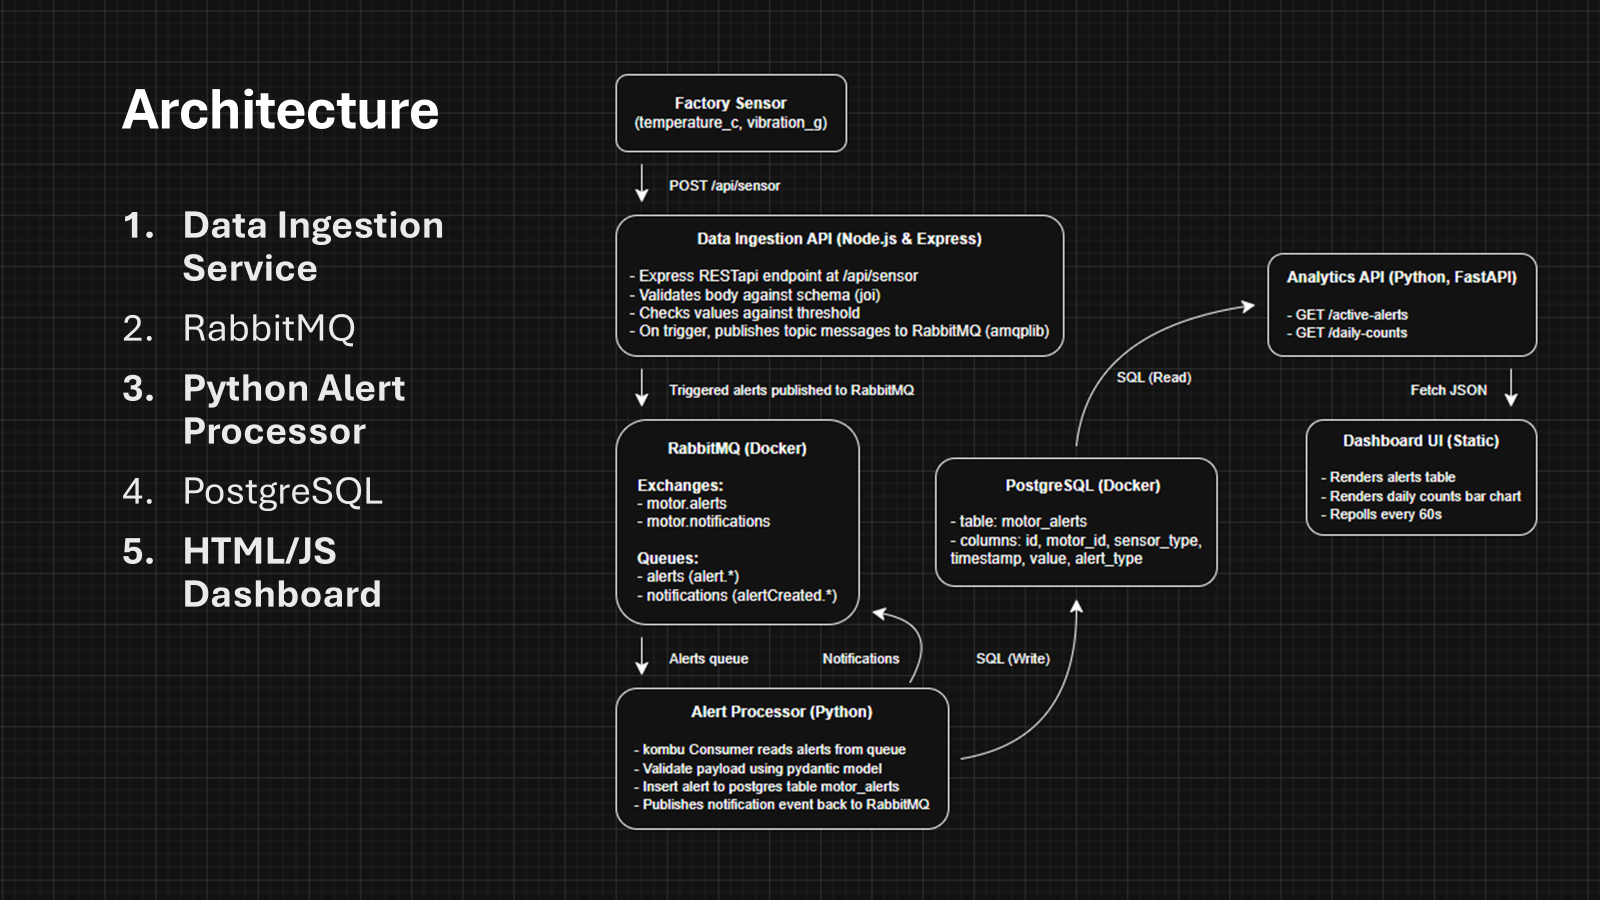 Architecture
1. Data Ingestion
Service
2. RabbitMQ
3. Python Alert
Processor
4. PostgreSQL
5. HTML/JS
Dashboard
Factory Sensor
(temperature_c, vibration_g)
POST /api/sensor
Data Ingestion API (Node.js & Express)
- Express RESTapi endpoint at /api/sensor
- Validates body against schema (joi)
- Checks values against threshold
- On trigger, publishes topic messages to RabbitMQ (amqplib)
Triggered alerts published to RabbitMQ
RabbitMQ (Docker)
Exchanges:
- motor.alerts
- motor.notifications
Queues:
- alerts (alert.*)
- notifications (alertCreated.*)
Alerts queue
Notifications
Alert Processor (Python)
- kombu Consumer reads alerts from queue
- Validate payload using pydantic model
- Insert alert to postgres table motor_alerts
- Publishes notification event back to RabbitMQ
SQL (Write)
PostgreSQL (Docker)
- table: motor_alerts
- columns: id, motor_id, sensor_type,
timestamp, value, alert_type
SQL (Read)
Analytics API (Python, FastAPI)
- GET /active-alerts
- GET /daily-counts
Fetch JSON
Dashboard UI (Static)
- Renders alerts table
- Renders daily counts bar chart
- Repolls every 60s